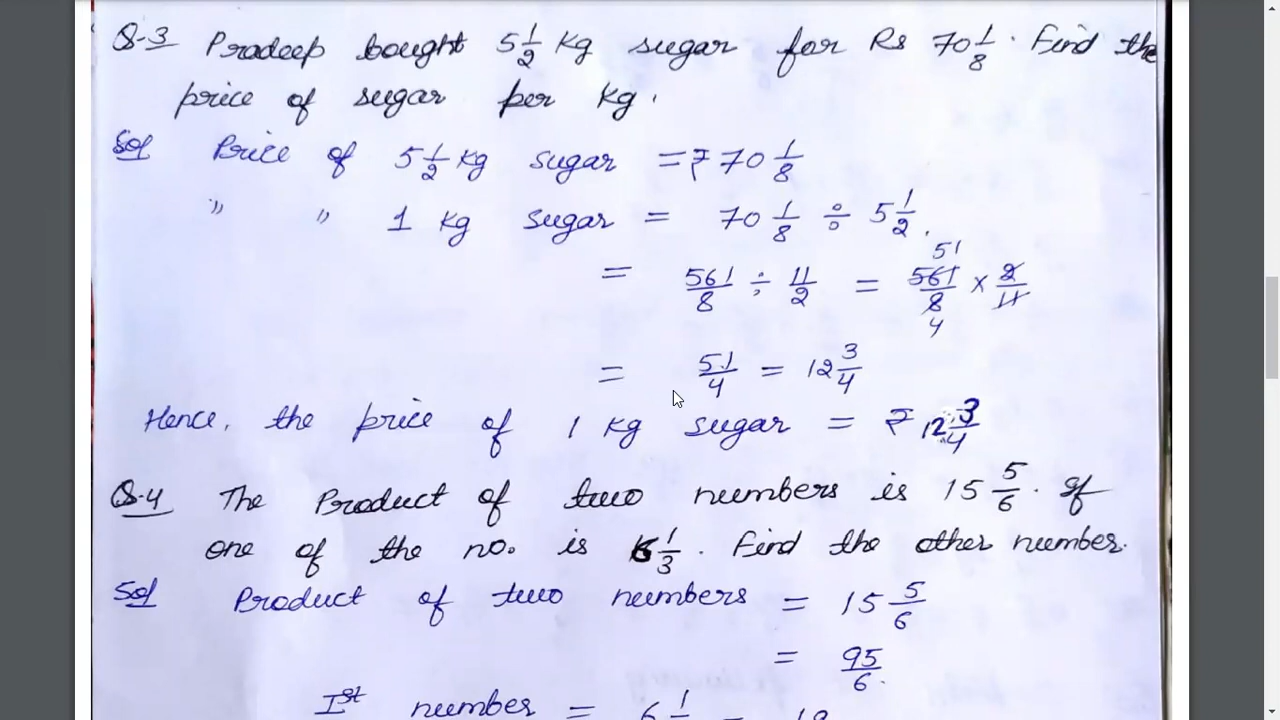 Q-3 Pradeep bought 5 1/2 Kg sugar for Rs 70 1/8. Find the
price of sugar per Kg.
Sol Price of 5 1/2 Kg sugar = ₹ 70 1/8
" " 1 Kg sugar = 70 1/8 ÷ 5 1/2.
= 561/8 ÷ 11/2 = 561/8 × 2/11
51
4
= 51/4 = 12 3/4
Hence, the price of 1 Kg sugar = ₹ 12 3/4
Q.4 The Product of two numbers is 15 5/6. If
one of the no. is 6 1/3. Find the other number.
Sol Product of two numbers = 15 5/6
= 95/6.
Ist number = 6 1